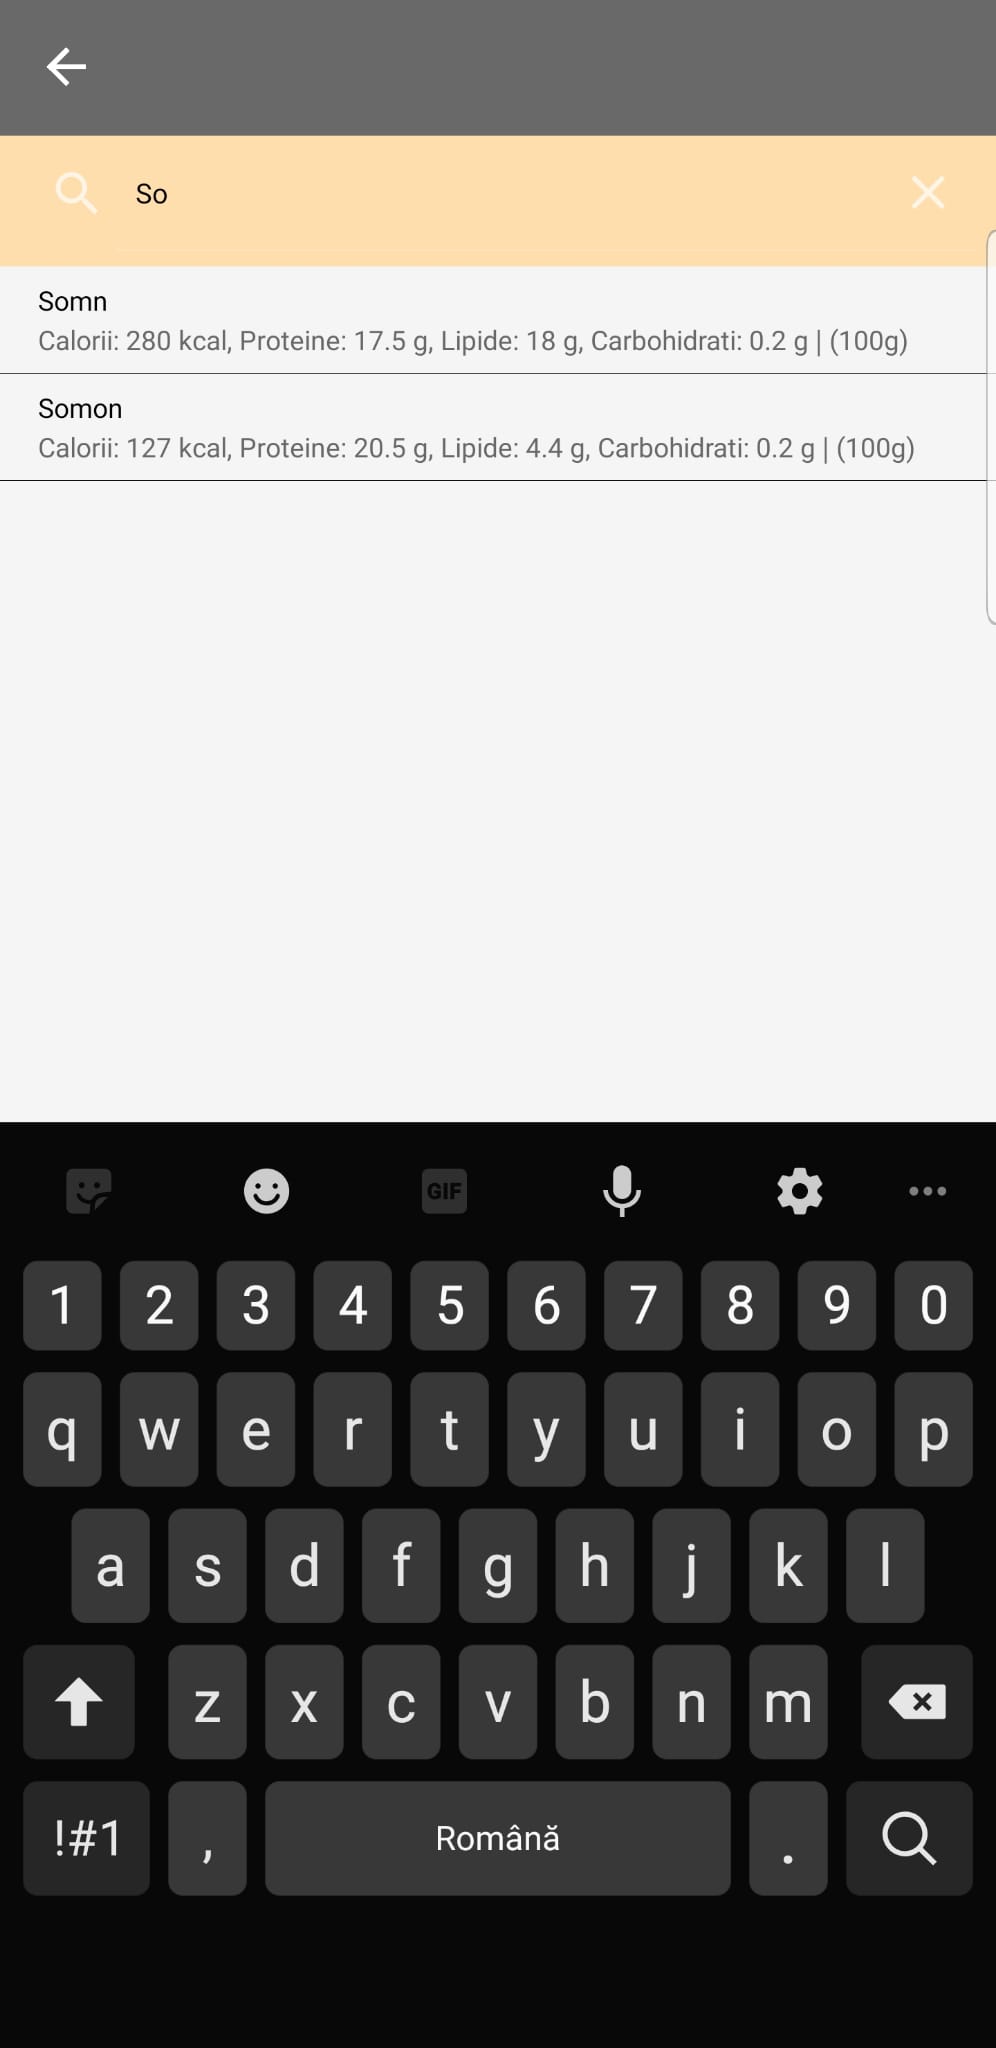 So
Somn
Calorii: 280 kcal, Proteine: 17.5 g, Lipide: 18 g, Carbohidrati: 0.2 g | (100g)
Somon
Calorii: 127 kcal, Proteine: 20.5 g, Lipide: 4.4 g, Carbohidrati: 0.2 g | (100g)
GIF
1 2 3 4 5 6 7 8 9 0
q w e r t y u i o p
a s d f g h j k l
z x c v b n m
!#1 , Română .